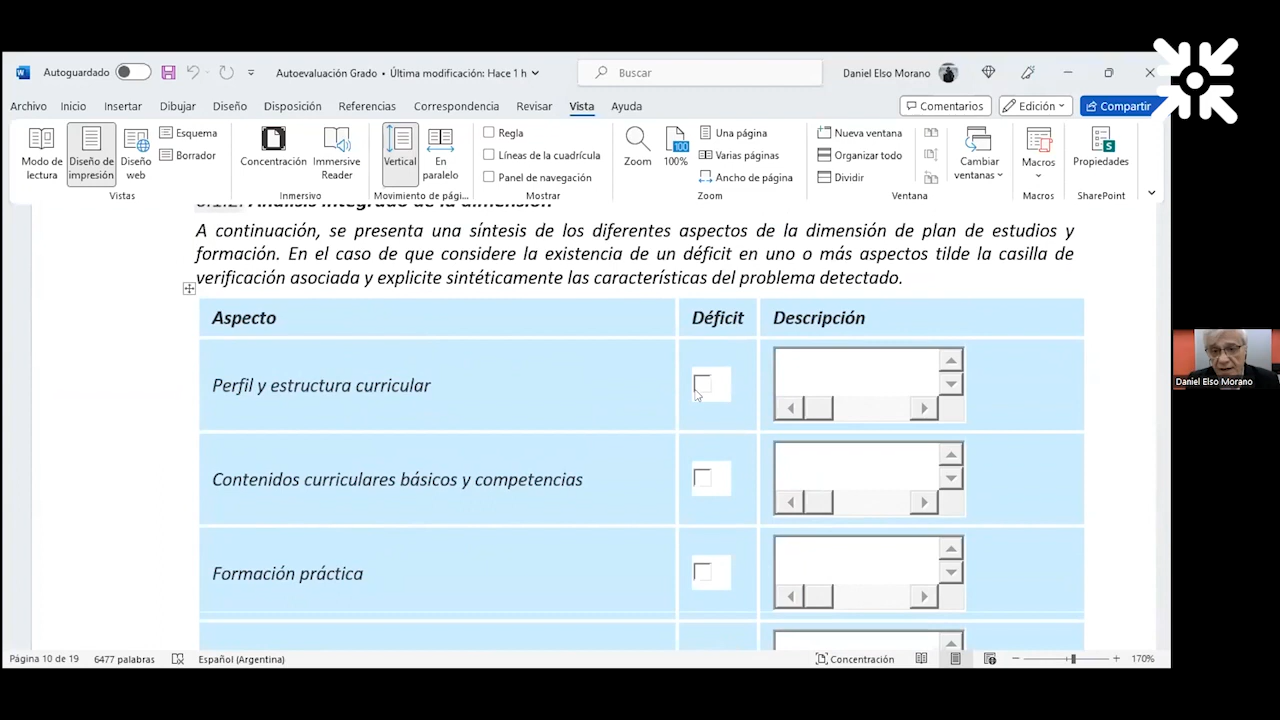 Autoguardado
Autoevaluación Grado • Última modificación: Hace 1 h
Buscar
Daniel Elso Morano
Archivo Inicio Insertar Dibujar Diseño Disposición Referencias Correspondencia Revisar Vista Ayuda
Comentarios Edición Compartir
Modo de lectura
Diseño de impresión
Diseño web
Esquema
Borrador
Vistas
Concentración
Immersive Reader
Inmersivo
Vertical
En paralelo
Movimiento de pági...
Regla
Líneas de la cuadrícula
Panel de navegación
Mostrar
Zoom
100
100%
Una página
Varias páginas
Ancho de página
Zoom
Nueva ventana
Organizar todo
Dividir
Cambiar ventanas
Ventana
Macros
Macros
Propiedades
SharePoint
Análisis integrado de la dimensión
A continuación, se presenta una síntesis de los diferentes aspectos de la dimensión de plan de estudios y
formación. En el caso de que considere la existencia de un déficit en uno o más aspectos tilde la casilla de
verificación asociada y explicite sintéticamente las características del problema detectado.
Aspecto Déficit Descripción
Perfil y estructura curricular
Contenidos curriculares básicos y competencias
Formación práctica
Daniel Elso Morano
Página 10 de 19 6477 palabras Español (Argentina) Concentración 170%